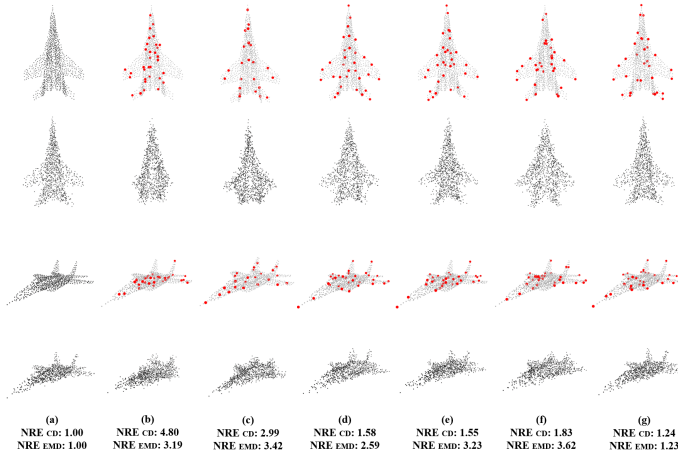 (a) (b) (c) (d) (e) (f) (g)
NRE CD: 1.00 NRE CD: 4.80 NRE CD: 2.99 NRE CD: 1.58 NRE CD: 1.55 NRE CD: 1.83 NRE CD: 1.24
NRE EMD: 1.00 NRE EMD: 3.19 NRE EMD: 3.42 NRE EMD: 2.59 NRE EMD: 3.23 NRE EMD: 3.62 NRE EMD: 1.23